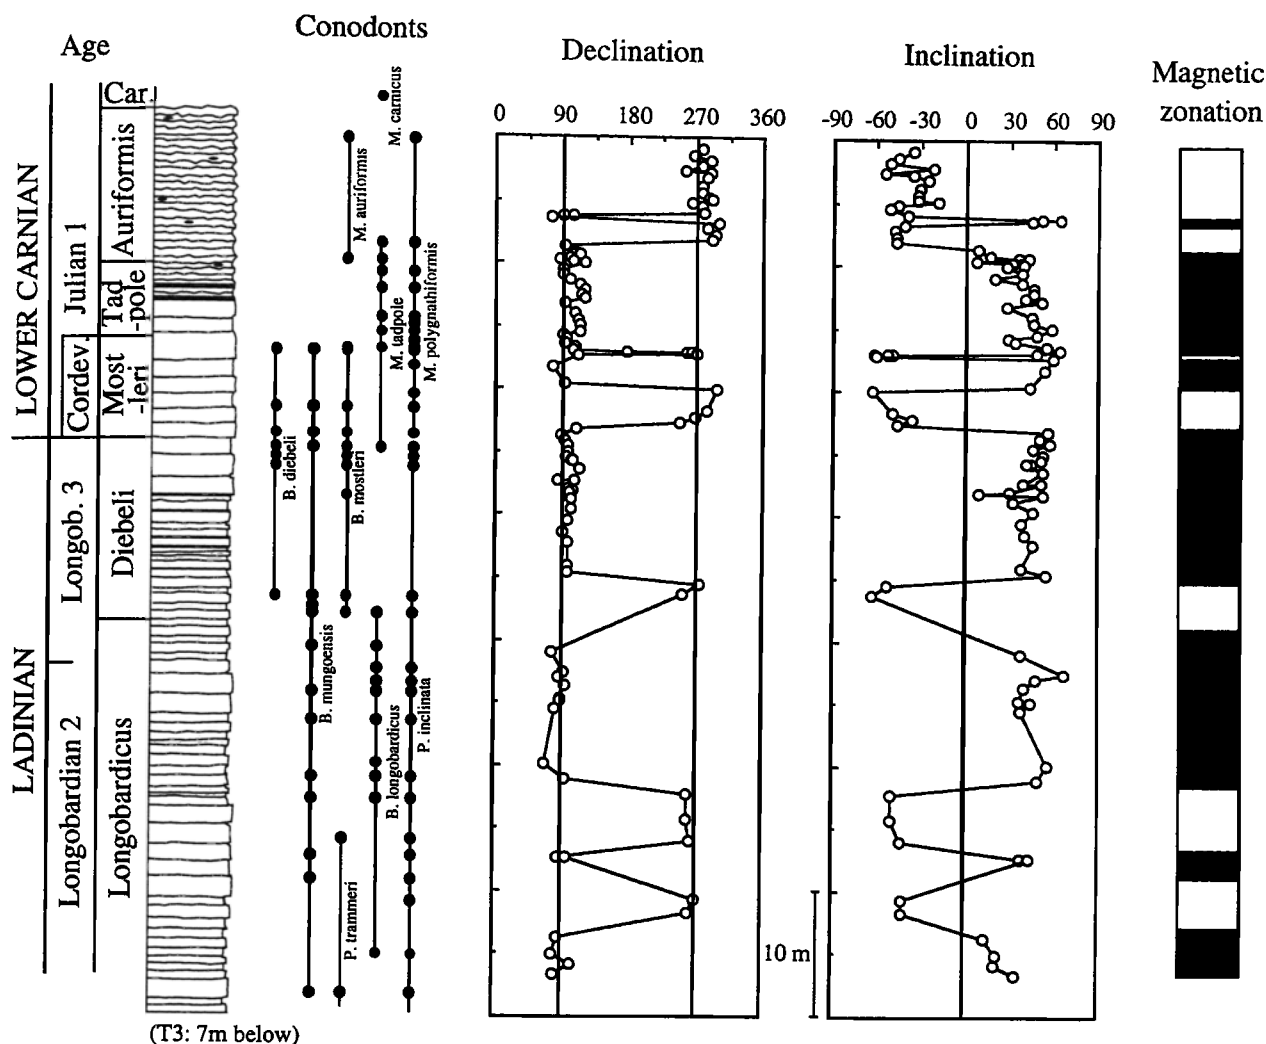 Age
Conodonts
Declination
Inclination
Magnetic
zonation
0 90 180 270 360
-90 -60 -30 0 30 60 90
LOWER CARNIAN
LADINIAN
Julian 1
Cordev.
Longob. 3
Longobardian 2
Car.
Auriformis
Tad
-pole
Most
-leri
Diebeli
Longobardicus
M. carnicus
M. auriformis
M. tadpole
M. polygnathiformis
B. diebeli
B. mostleri
B. mungoensis
B. longobardicus
P. inclinata
P. trammeri
10 m
(T3: 7m below)